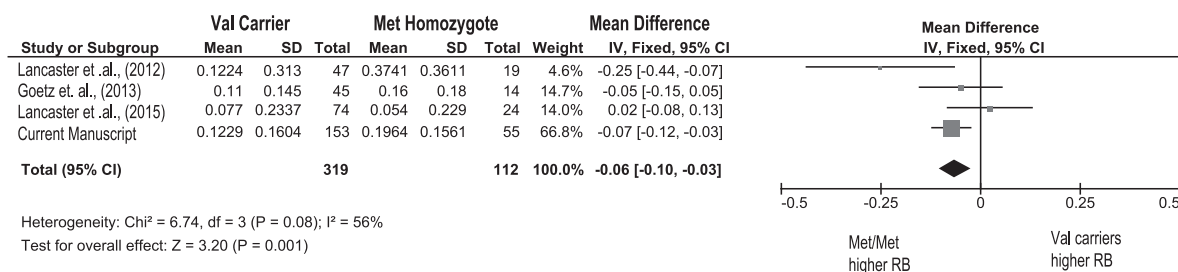 Val Carrier Met Homozygote Mean Difference Mean Difference
Study or Subgroup Mean SD Total Mean SD Total Weight IV, Fixed, 95% CI IV, Fixed, 95% CI
Lancaster et .al., (2012) 0.1224 0.313 47 0.3741 0.3611 19 4.6% -0.25 [-0.44, -0.07]
Goetz et. al., (2013) 0.11 0.145 45 0.16 0.18 14 14.7% -0.05 [-0.15, 0.05]
Lancaster et .al., (2015) 0.077 0.2337 74 0.054 0.229 24 14.0% 0.02 [-0.08, 0.13]
Current Manuscript 0.1229 0.1604 153 0.1964 0.1561 55 66.8% -0.07 [-0.12, -0.03]
Total (95% CI) 319 112 100.0% -0.06 [-0.10, -0.03]
-0.5 -0.25 0 0.25 0.5
Heterogeneity: Chi² = 6.74, df = 3 (P = 0.08); I² = 56%
Test for overall effect: Z = 3.20 (P = 0.001)
Met/Met Val carriers
higher RB higher RB